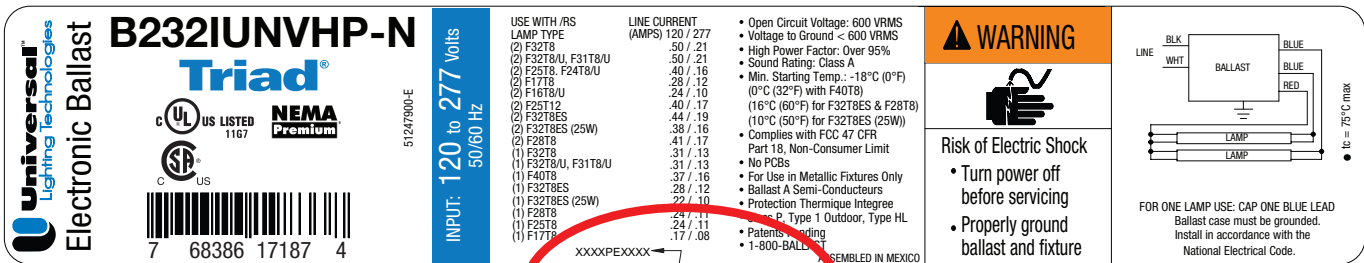 Universal®
Lighting Technologies
Electronic Ballast
B232IUNVHP-N
Triad®
C UL US LISTED
11G7
NEMA
Premium
SA®
C US
51247900-E
7 68386 17187 4
INPUT: 120 to 277 Volts
50/60 Hz
USE WITH /RS LINE CURRENT
LAMP TYPE (AMPS) 120 / 277
(2) F32T8 .50 / .21
(2) F32T8/U, F31T8/U .50 / .21
(2) F25T8. F24T8/U .40 / .16
(2) F17T8 .28 / .12
(2) F16T8/U .24 / .10
(2) F25T12 .40 / .17
(2) F32T8ES .44 / .19
(2) F32T8ES (25W) .38 / .16
(2) F28T8 .41 / .17
(1) F32T8 .31 / .13
(1) F32T8/U, F31T8/U .31 / .13
(1) F40T8 .37 / .16
(1) F32T8ES .28 / .12
(1) F32T8ES (25W) .22 / .10
(1) F28T8 .24 / .11
(1) F25T8 .24 / .11
(1) F17T8 .17 / .08
XXXXPEXXXX
• Open Circuit Voltage: 600 VRMS
• Voltage to Ground < 600 VRMS
• High Power Factor: Over 95%
• Sound Rating: Class A
• Min. Starting Temp.: -18°C (0°F)
(0°C (32°F) with F40T8)
(16°C (60°F) for F32T8ES & F28T8)
(10°C (50°F) for F32T8ES (25W))
• Complies with FCC 47 CFR
Part 18, Non-Consumer Limit
• No PCBs
• For Use in Metallic Fixtures Only
• Ballast A Semi-Conducteurs
• Protection Thermique Integree
P, Type 1 Outdoor, Type HL
• Patents Pending
• 1-800-BALLAST
ASSEMBLED IN MEXICO
WARNING
Risk of Electric Shock
• Turn power off
before servicing
• Properly ground
ballast and fixture
LINE
BLK
WHT
BALLAST
BLUE
BLUE
RED
LAMP
LAMP
● tc = 75°C max
FOR ONE LAMP USE: CAP ONE BLUE LEAD
Ballast case must be grounded.
Install in accordance with the
National Electrical Code.